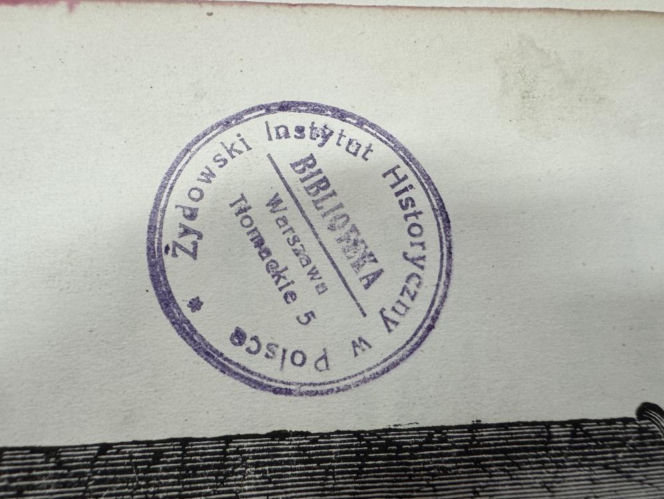 Żydowski Instytut Historyczny w Polsce *
BIBLIOTEKA
Warszawa
Tłomackie 5